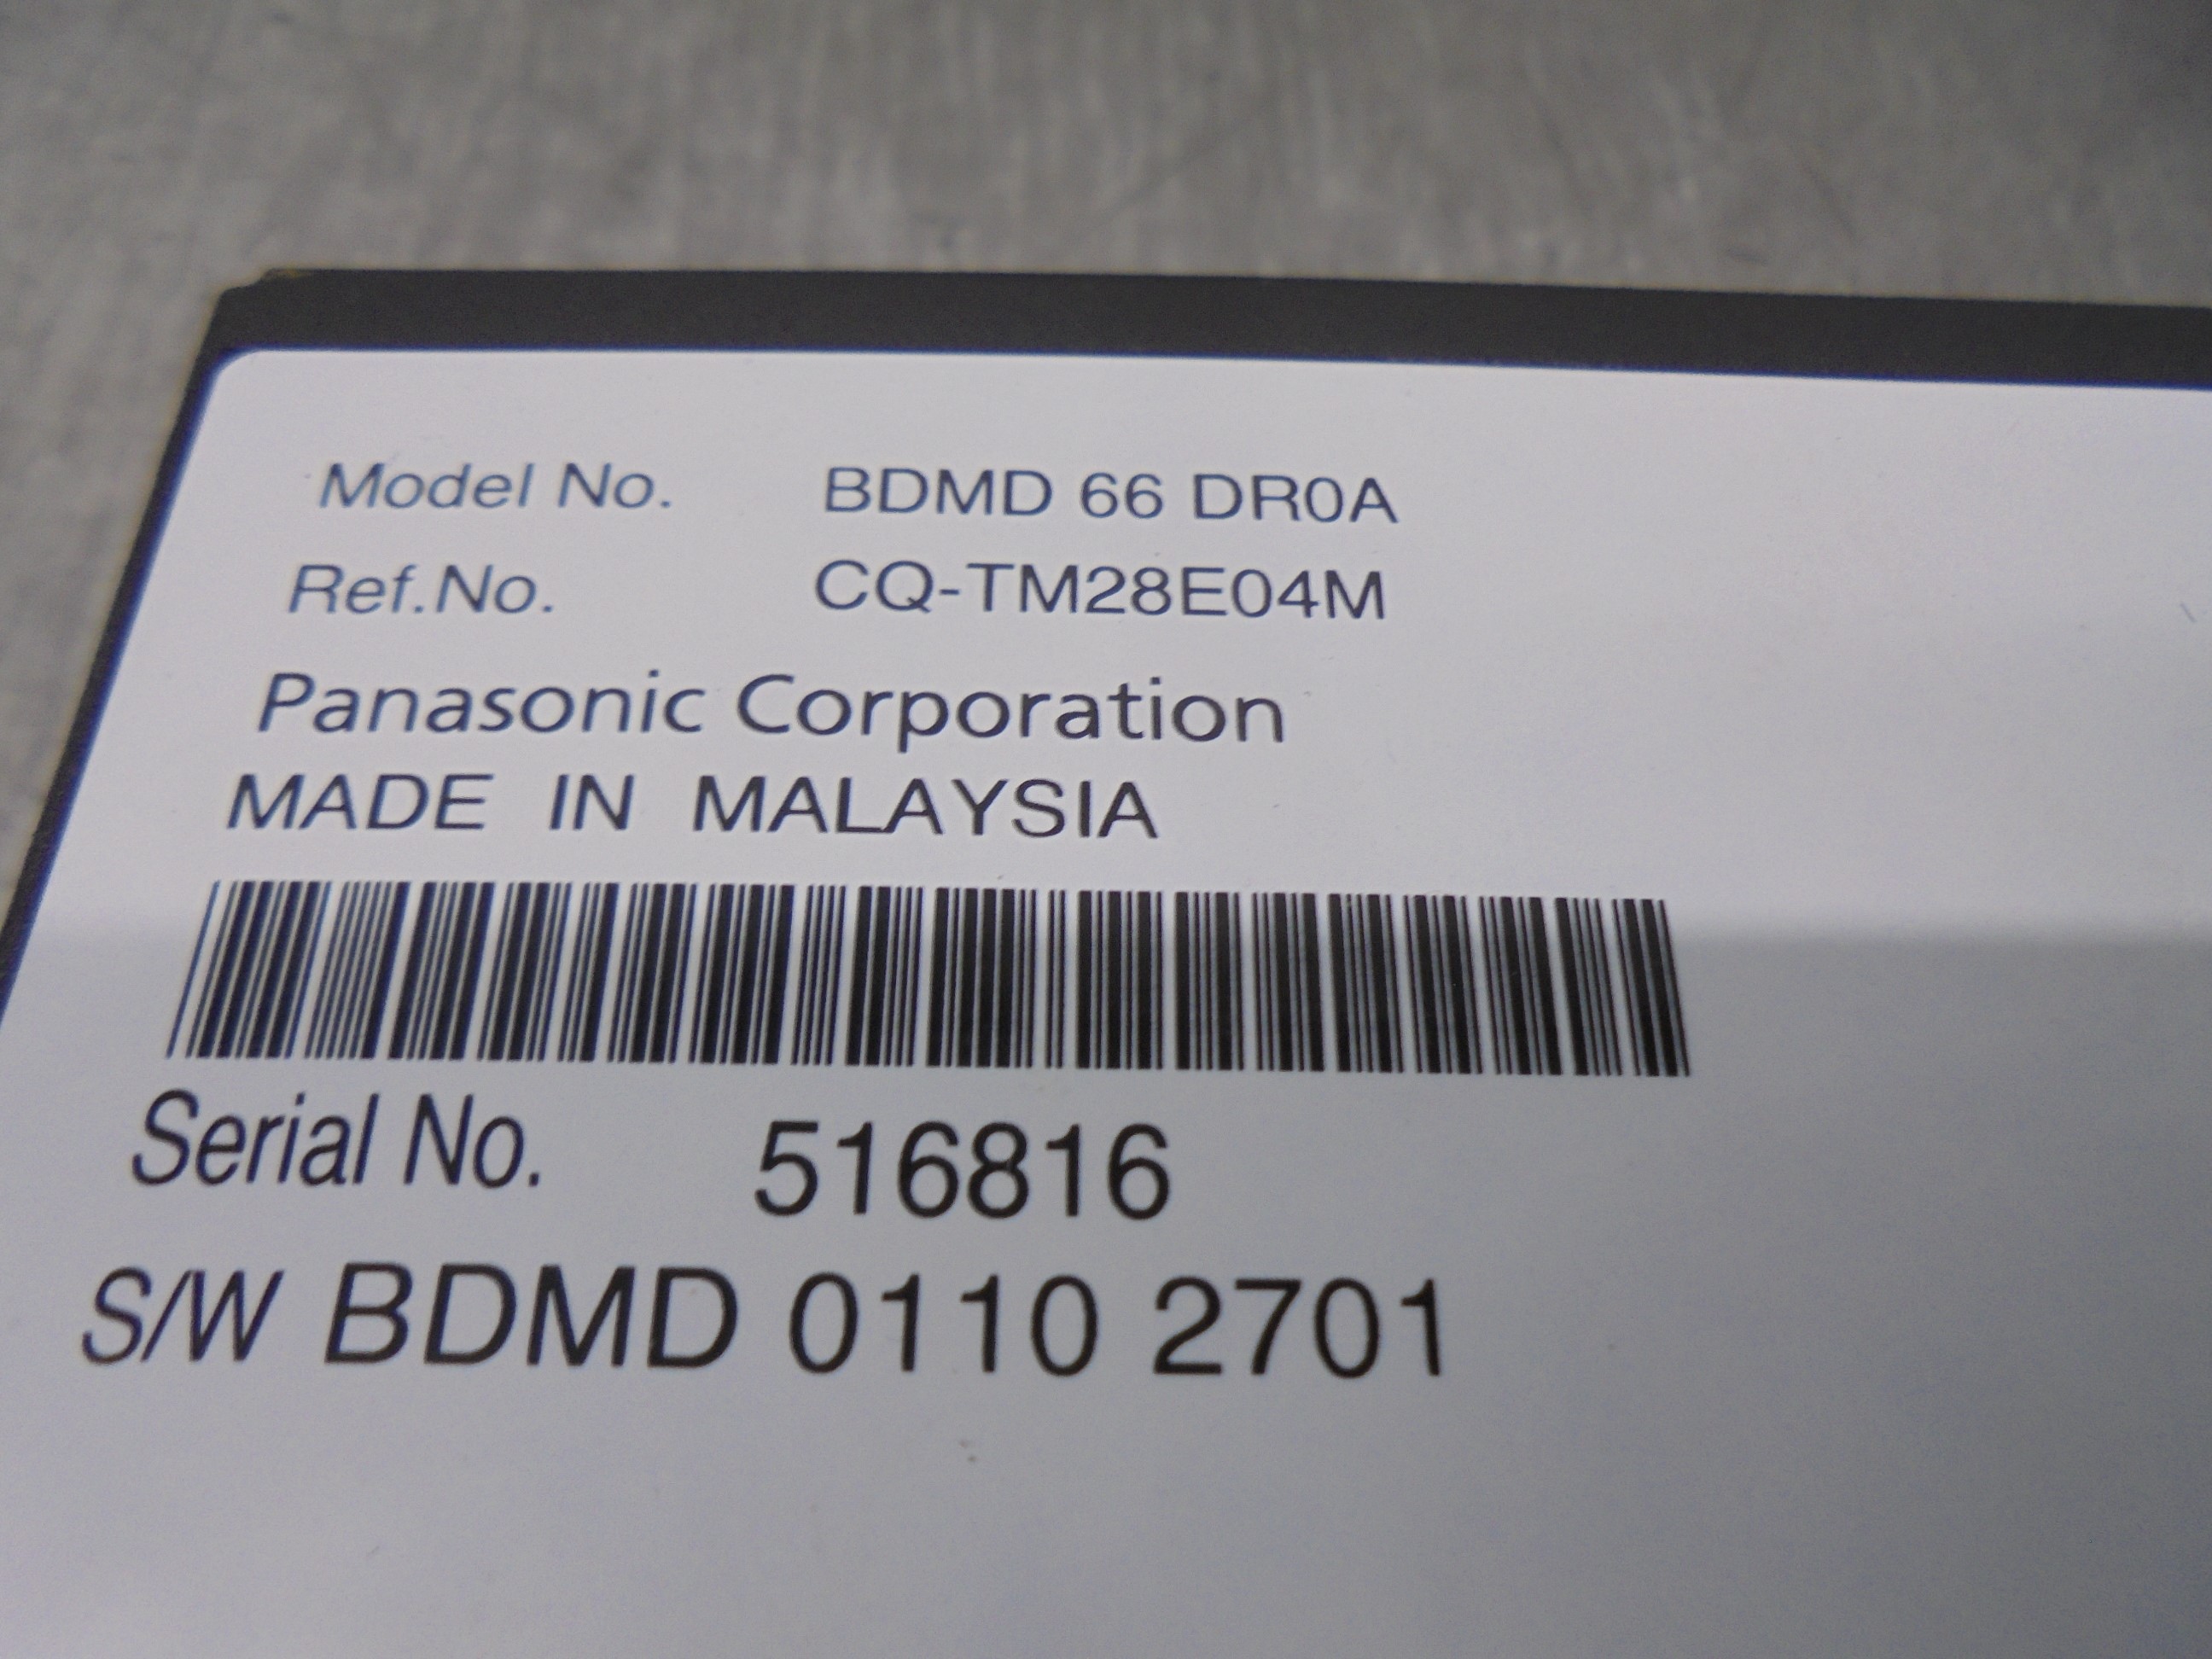 Model No. BDMD 66 DR0A
Ref.No. CQ-TM28E04M
Panasonic Corporation
MADE IN MALAYSIA
Serial No. 516816
S/W BDMD 0110 2701